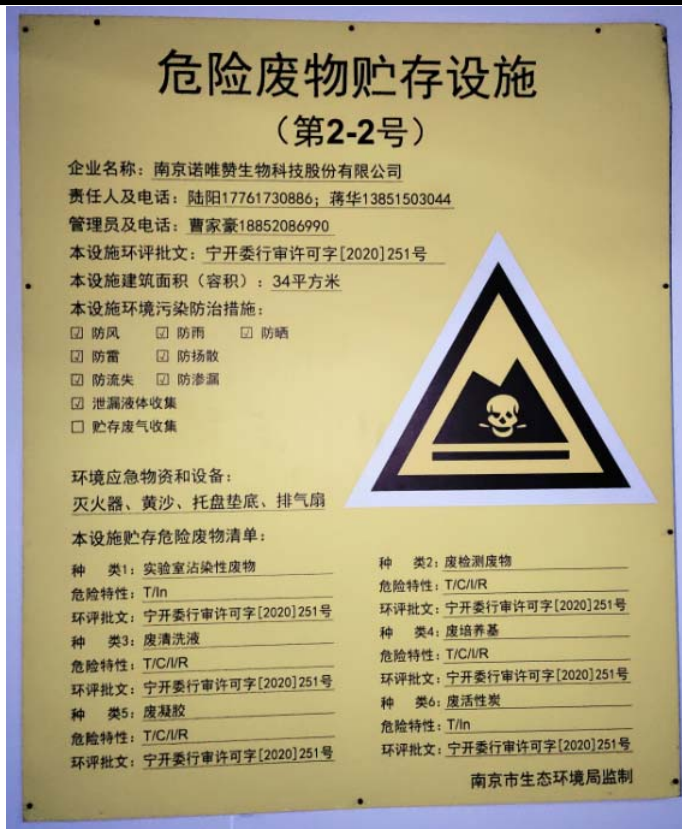 危险废物贮存设施
（第2-2号）
企业名称：南京诺唯赞生物科技股份有限公司
责任人及电话：陆阳17761730886；蒋华13851503044
管理员及电话：曹家豪18852086990
本设施环评批文：宁开委行审许可字[2020]251号
本设施建筑面积（容积）：34平方米
本设施环境污染防治措施：
☑ 防风 ☑ 防雨 ☑ 防晒
☑ 防雷 ☑ 防扬散
☑ 防流失 ☑ 防渗漏
☑ 泄漏液体收集
☐ 贮存废气收集
环境应急物资和设备：
灭火器、黄沙、托盘垫底、排气扇
本设施贮存危险废物清单：
种 类1：实验室沾染性废物
危险特性：T/In
环评批文：宁开委行审许可字[2020]251号
种 类2：废检测废物
危险特性：T/C/I/R
环评批文：宁开委行审许可字[2020]251号
种 类3：废清洗液
危险特性：T/C/I/R
环评批文：宁开委行审许可字[2020]251号
种 类4：废培养基
危险特性：T/C/I/R
环评批文：宁开委行审许可字[2020]251号
种 类5：废凝胶
危险特性：T/C/I/R
环评批文：宁开委行审许可字[2020]251号
种 类6：废活性炭
危险特性：T/In
环评批文：宁开委行审许可字[2020]251号
南京市生态环境局监制